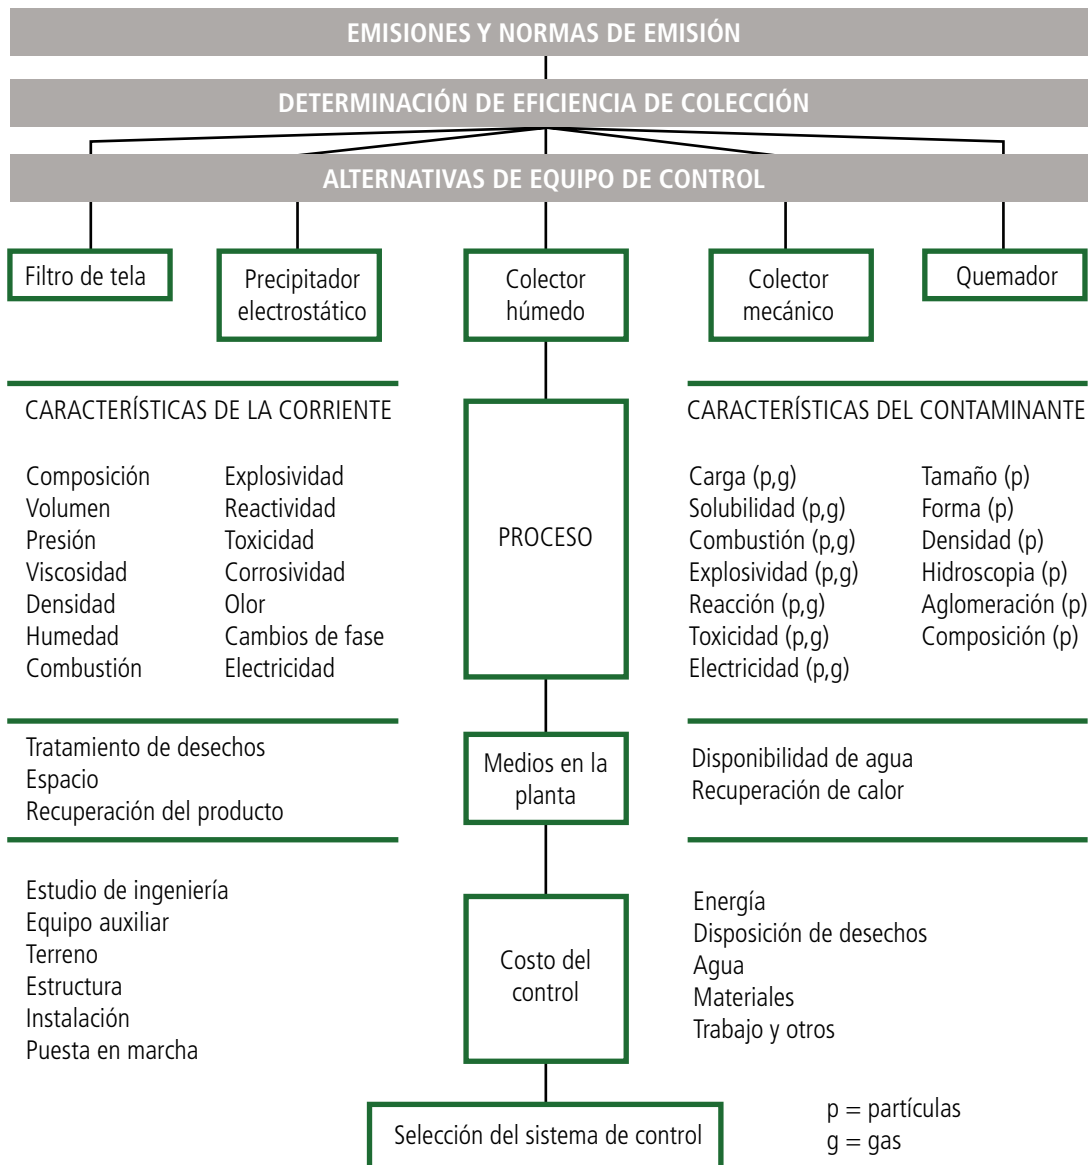 EMISIONES Y NORMAS DE EMISIÓN
DETERMINACIÓN DE EFICIENCIA DE COLECCIÓN
ALTERNATIVAS DE EQUIPO DE CONTROL
Filtro de tela
Precipitador
electrostático
Colector
húmedo
Colector
mecánico
Quemador
CARACTERÍSTICAS DE LA CORRIENTE
Composición
Volumen
Presión
Viscosidad
Densidad
Humedad
Combustión
Explosividad
Reactividad
Toxicidad
Corrosividad
Olor
Cambios de fase
Electricidad
PROCESO
CARACTERÍSTICAS DEL CONTAMINANTE
Carga (p,g)
Solubilidad (p,g)
Combustión (p,g)
Explosividad (p,g)
Reacción (p,g)
Toxicidad (p,g)
Electricidad (p,g)
Tamaño (p)
Forma (p)
Densidad (p)
Hidroscopia (p)
Aglomeración (p)
Composición (p)
Tratamiento de desechos
Espacio
Recuperación del producto
Medios en la
planta
Disponibilidad de agua
Recuperación de calor
Estudio de ingeniería
Equipo auxiliar
Terreno
Estructura
Instalación
Puesta en marcha
Costo del
control
Energía
Disposición de desechos
Agua
Materiales
Trabajo y otros
Selección del sistema de control
p = partículas
g = gas